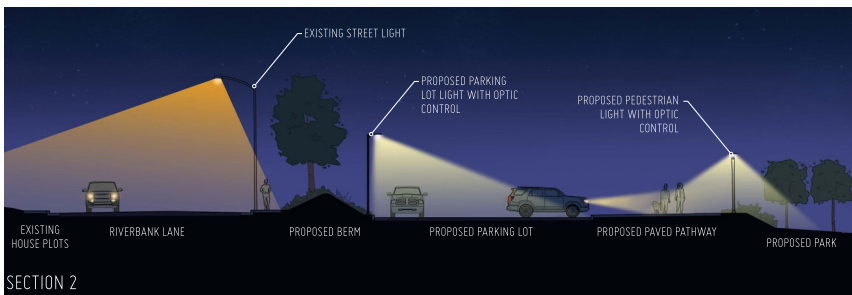 EXISTING STREET LIGHT
PROPOSED PARKING
LOT LIGHT WITH OPTIC
CONTROL
PROPOSED PEDESTRIAN
LIGHT WITH OPTIC
CONTROL
EXISTING
HOUSE PLOTS
RIVERBANK LANE
PROPOSED BERM
PROPOSED PARKING LOT
PROPOSED PAVED PATHWAY
PROPOSED PARK
SECTION 2